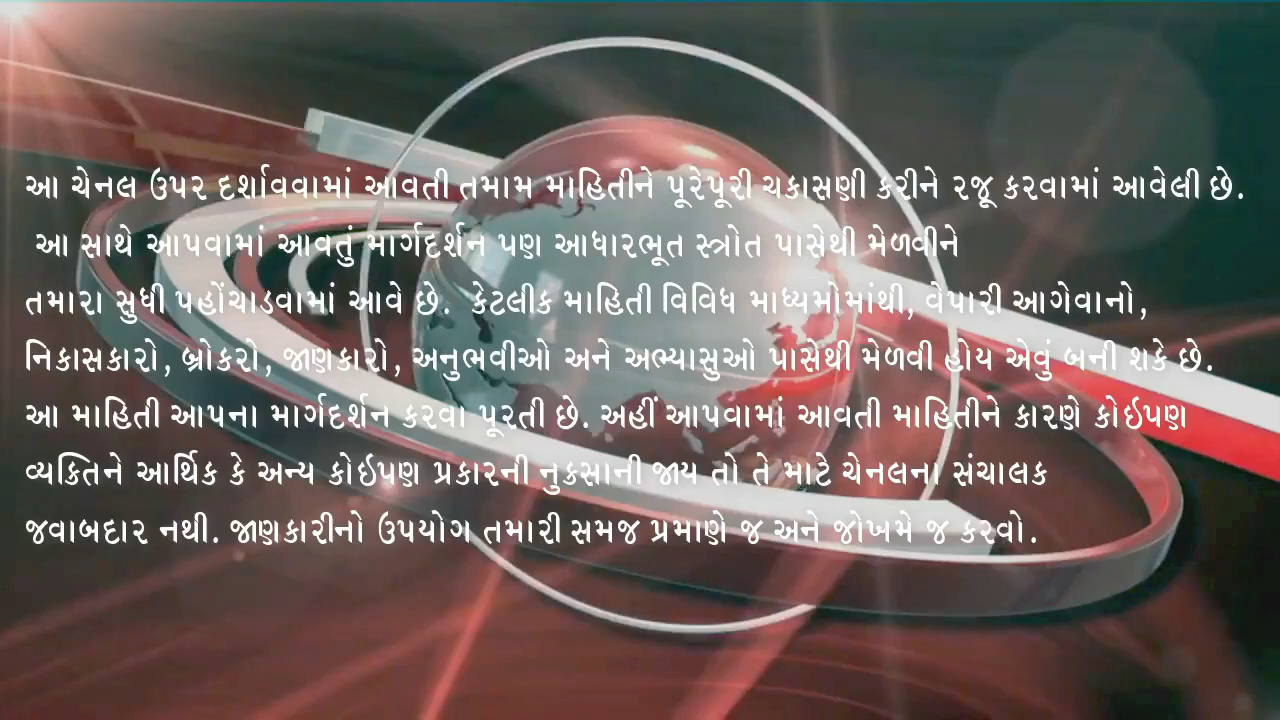 આ ચેનલ ઉપર દર્શાવવામાં આવતી તમામ માહિતીને પૂરેપૂરી ચકાસણી કરીને રજૂ કરવામાં આવેલી છે.
આ સાથે આપવામાં આવતું માર્ગદર્શન પણ આધારભૂત સ્ત્રોત પાસેથી મેળવીને
તમારા સુધી પહોંચાડવામાં આવે છે. કેટલીક માહિતી વિવિધ માધ્યમોમાંથી, વેપારી આગેવાનો,
નિકાસકારો, બ્રોકરો, જાણકારો, અનુભવીઓ અને અભ્યાસુઓ પાસેથી મેળવી હોય એવું બની શકે છે.
આ માહિતી આપના માર્ગદર્શન કરવા પૂરતી છે. અહીં આપવામાં આવતી માહિતીને કારણે કોઇપણ
વ્યકિતને આર્થિક કે અન્ય કોઇપણ પ્રકારની નુકસાની જાય તો તે માટે ચેનલના સંચાલક
જવાબદાર નથી. જાણકારીનો ઉપયોગ તમારી સમજ પ્રમાણે જ અને જોખમે જ કરવો.